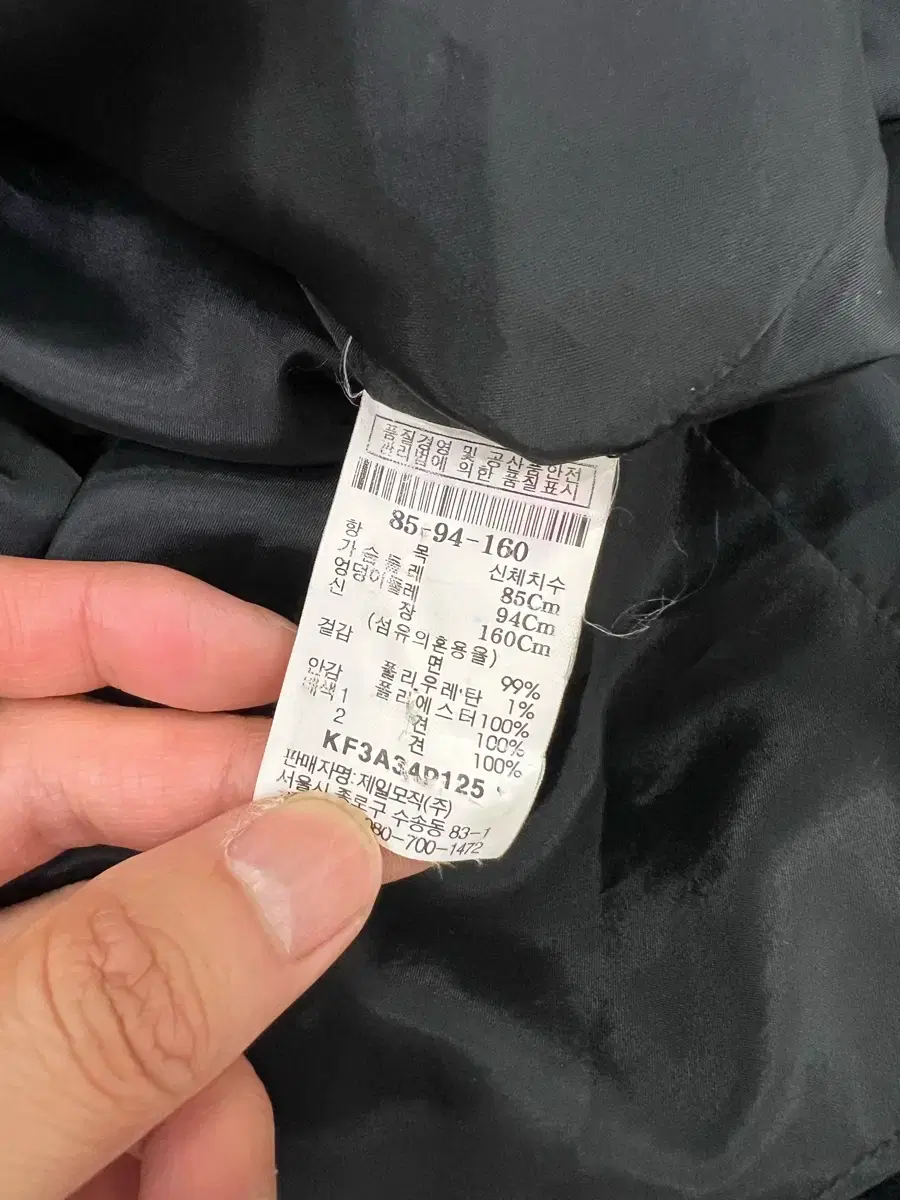 품질경영 및 공산품안전
관리법에 의한 품질표시
85-94-160
항 목 신체치수
가슴둘레 85Cm
엉덩이둘레 94Cm
신 장 160Cm
(섬유의혼용율)
겉감 면 99%
폴리우레탄 1%
안감 폴리에스터 100%
배색1 견 100%
2 견 100%
KF3A34P125
판매자명:제일모직(주)
서울시 종로구 수송동 83-1
080-700-1472